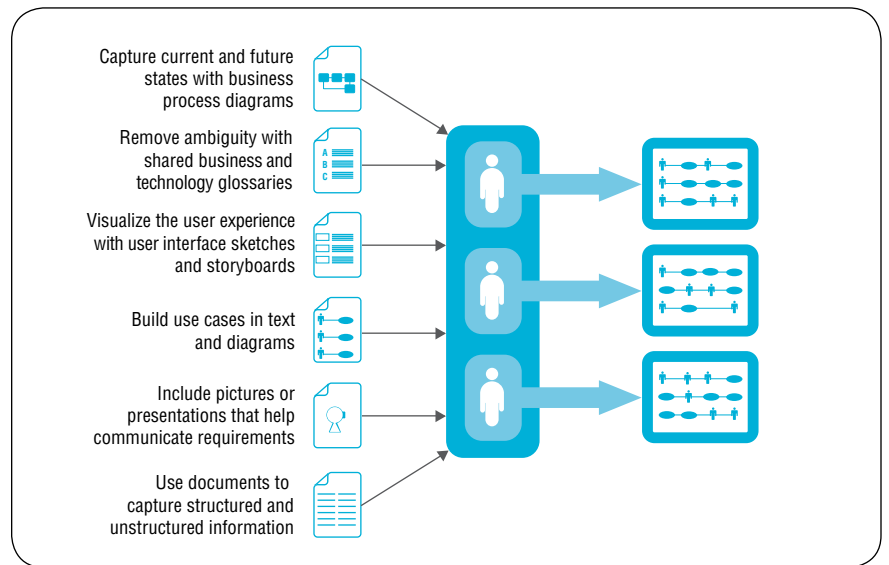 Capture current and future
states with business
process diagrams
Remove ambiguity with
shared business and
technology glossaries
A
B
C
Visualize the user experience
with user interface sketches
and storyboards
Build use cases in text
and diagrams
Include pictures or
presentations that help
communicate requirements
Use documents to
capture structured and
unstructured information